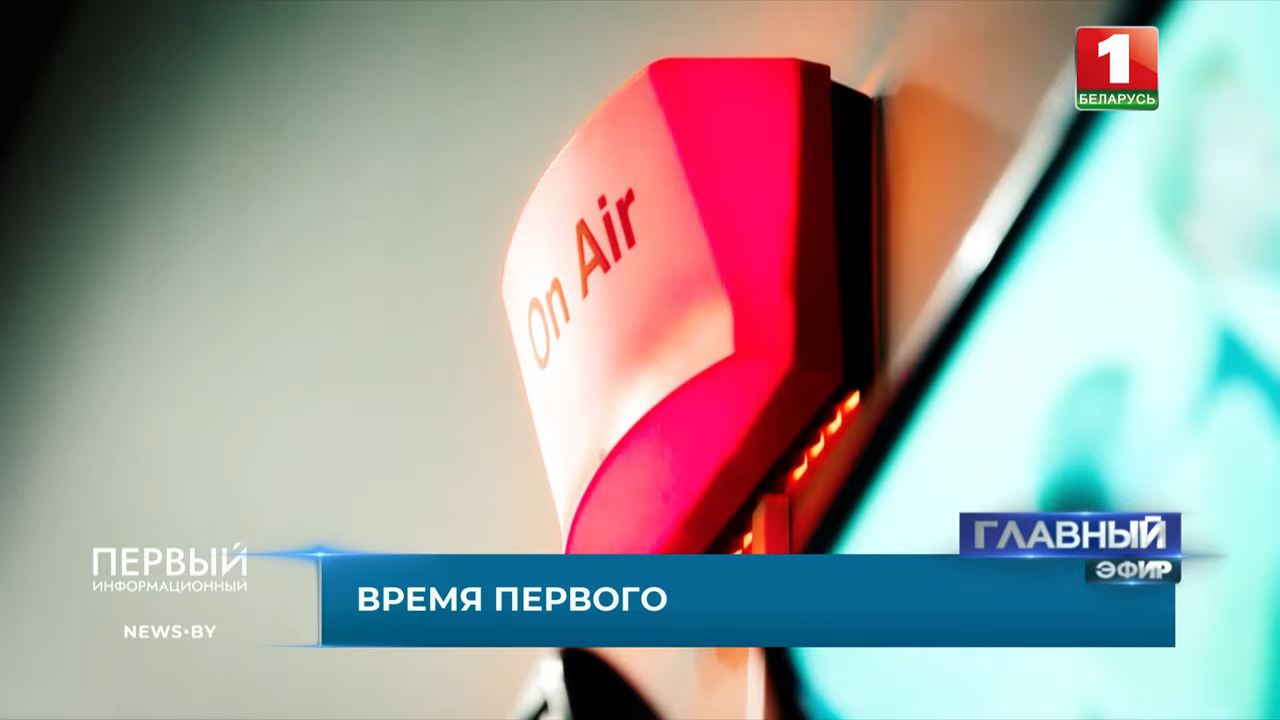 1
БЕЛАРУСЬ
On Air
ГЛАВНЫЙ
ЭФИР
ПЕРВЫЙ
ИНФОРМАЦИОННЫЙ
NEWS•BY
ВРЕМЯ ПЕРВОГО